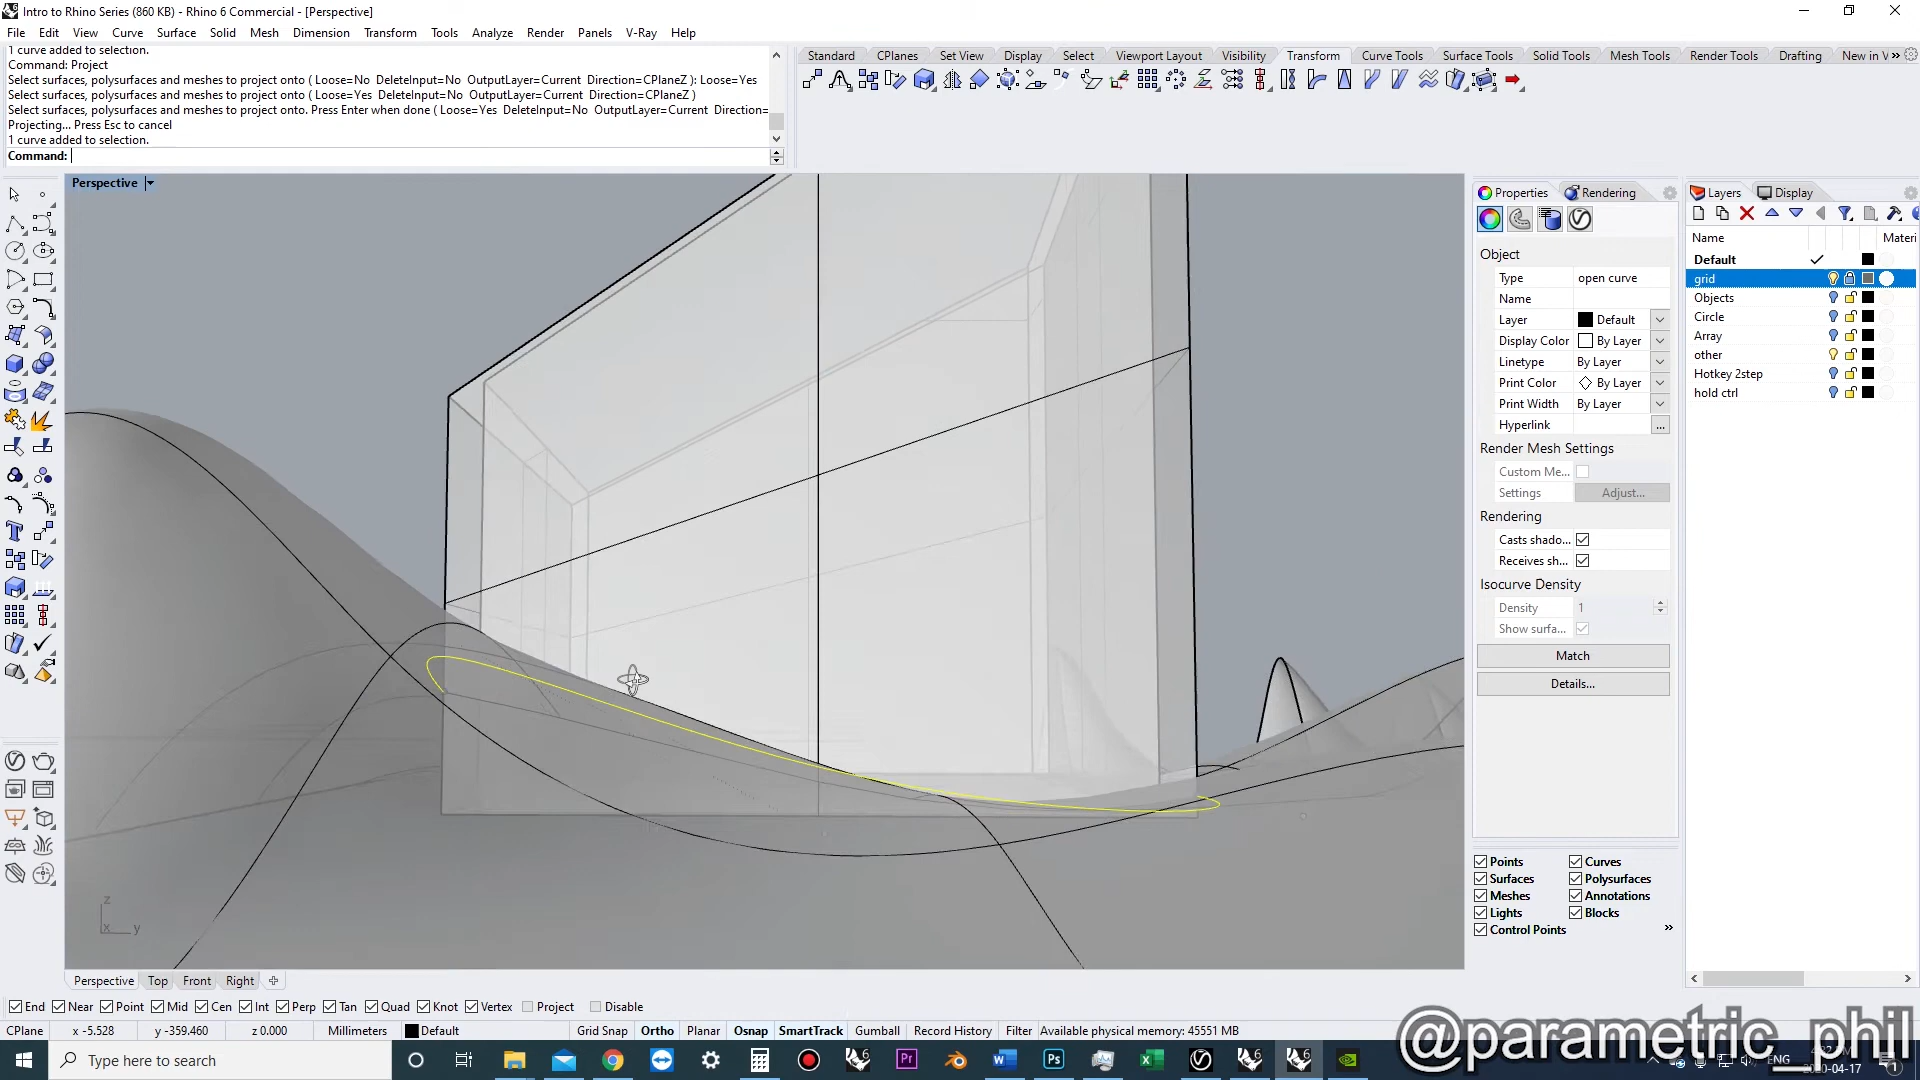 Intro to Rhino Series (860 KB) - Rhino 6 Commercial - [Perspective]
File Edit View Curve Surface Solid Mesh Dimension Transform Tools Analyze Render Panels V-Ray Help
1 curve added to selection.
Command: Project
Select surfaces, polysurfaces and meshes to project onto ( Loose=No DeleteInput=No OutputLayer=Current Direction=CPlaneZ ): Loose=Yes
Select surfaces, polysurfaces and meshes to project onto ( Loose=Yes DeleteInput=No OutputLayer=Current Direction=CPlaneZ )
Select surfaces, polysurfaces and meshes to project onto. Press Enter when done ( Loose=Yes DeleteInput=No OutputLayer=Current Direction=
Projecting... Press Esc to cancel
1 curve added to selection.
Command:
Standard CPlanes Set View Display Select Viewport Layout Visibility Transform Curve Tools Surface Tools Solid Tools Mesh Tools Render Tools Drafting New in V
Perspective
Properties Rendering
Object
Type open curve
Name
Layer Default
Display Color By Layer
Linetype By Layer
Print Color By Layer
Print Width By Layer
Hyperlink ...
Render Mesh Settings
Custom Me...
Settings Adjust...
Rendering
Casts shado...
Receives sh...
Isocurve Density
Density 1
Show surfa...
Match
Details...
Points Curves
Surfaces Polysurfaces
Meshes Annotations
Lights Blocks
Control Points
Layers Display
Name Materi
Default
grid
Objects
Circle
Array
other
Hotkey 2step
hold ctrl
z
x y
Perspective Top Front Right
End Near Point Mid Cen Int Perp Tan Quad Knot Vertex Project Disable
CPlane x -5.528 y -359.460 z 0.000 Millimeters Default Grid Snap Ortho Planar Osnap SmartTrack Gumball Record History Filter Available physical memory: 45551 MB
@parametric_phil
Type here to search
ENG
2020-04-17